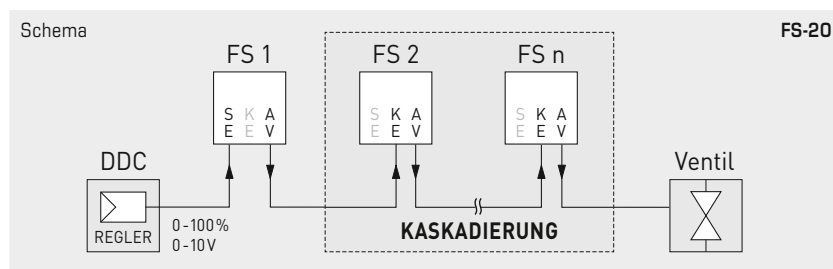 Schema
FS-20
FS 1
FS 2
FS n
S K A
E E V
S K A
E E V
S K A
E E V
DDC
REGLER
0-100%
0-10V
KASKADIERUNG
Ventil